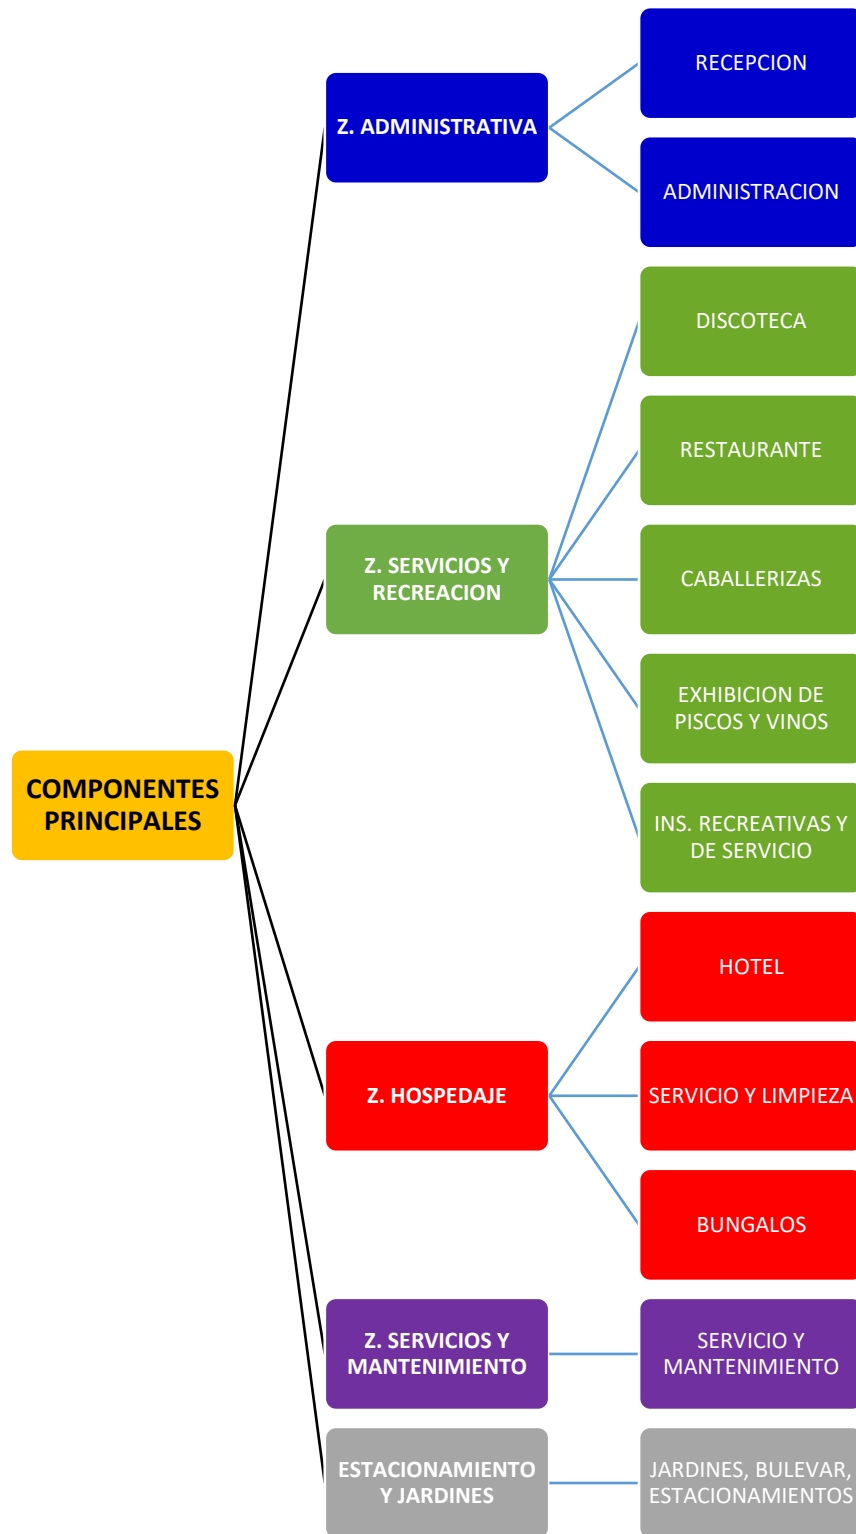 COMPONENTES
PRINCIPALES
Z. ADMINISTRATIVA
RECEPCION
ADMINISTRACION
Z. SERVICIOS Y
RECREACION
DISCOTECA
RESTAURANTE
CABALLERIZAS
EXHIBICION DE
PISCOS Y VINOS
INS. RECREATIVAS Y
DE SERVICIO
Z. HOSPEDAJE
HOTEL
SERVICIO Y LIMPIEZA
BUNGALOS
Z. SERVICIOS Y
MANTENIMIENTO
SERVICIO Y
MANTENIMIENTO
ESTACIONAMIENTO
Y JARDINES
JARDINES, BULEVAR,
ESTACIONAMIENTOS